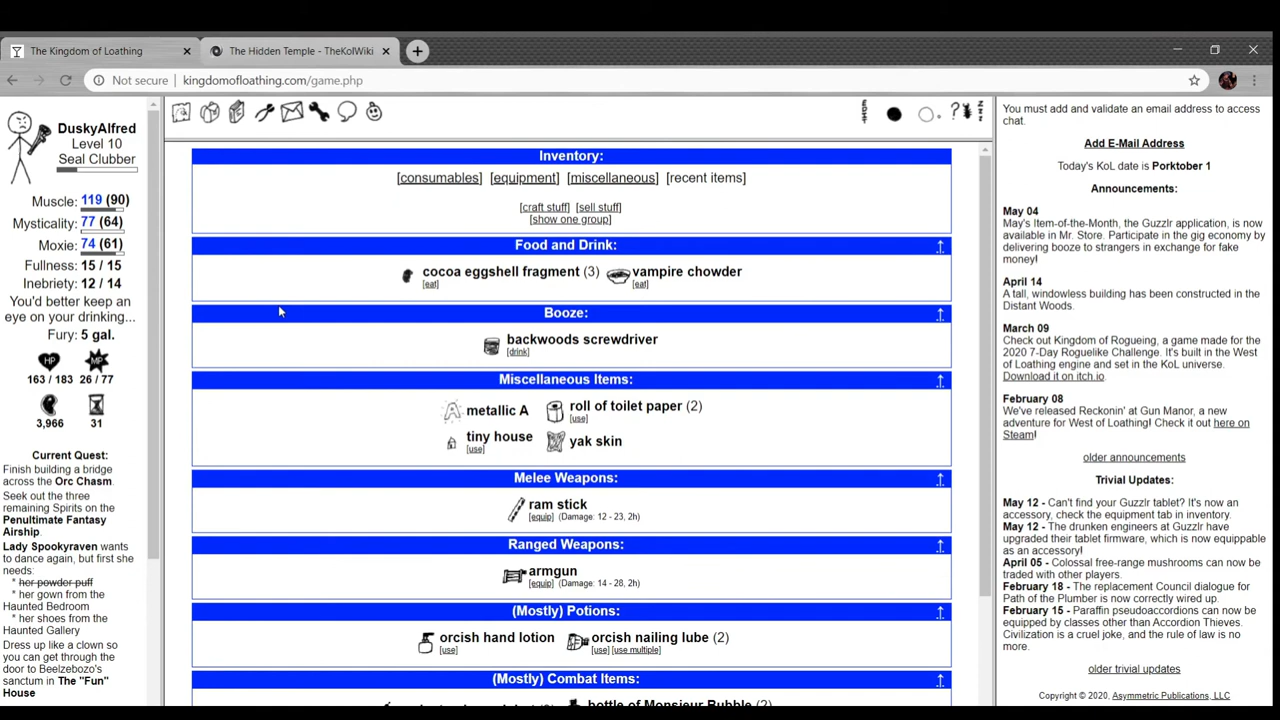 The Kingdom of Loathing
The Hidden Temple - TheKolWiki
Not secure
kingdomofloathing.com/game.php
DuskyAlfred
Level 10
Seal Clubber
Muscle: 119 (90)
Mysticality: 77 (64)
Moxie: 74 (61)
Fullness: 15 / 15
Inebriety: 12 / 14
You'd better keep an
eye on your drinking...
Fury: 5 gal.
HP
MP
163 / 183 26 / 77
3,966 31
Current Quest:
Finish building a bridge
across the Orc Chasm.
Seek out the three
remaining Spirits on the
Penultimate Fantasy
Airship.
Lady Spookyraven wants
to dance again, but first she
needs:
* her powder puff
* her gown from the
Haunted Bedroom
* her shoes from the
Haunted Gallery
Dress up like a clown so
you can get through the
door to Beelzebozo's
sanctum in The "Fun"
House
Inventory:
[consumables] [equipment] [miscellaneous] [recent items]
[craft stuff] [sell stuff]
[show one group]
Food and Drink:
cocoa eggshell fragment (3)
[eat]
vampire chowder
[eat]
Booze:
backwoods screwdriver
[drink]
Miscellaneous Items:
metallic A
roll of toilet paper (2)
[use]
tiny house
[use]
yak skin
Melee Weapons:
ram stick
[equip] (Damage: 12 - 23, 2h)
Ranged Weapons:
armgun
[equip] (Damage: 14 - 28, 2h)
(Mostly) Potions:
orcish hand lotion
[use]
orcish nailing lube (2)
[use] [use multiple]
(Mostly) Combat Items:
bottle of Monsieur Bubble (2)
You must add and validate an email address to access
chat.
Add E-Mail Address
Today's KoL date is Porktober 1
Announcements:
May 04
May's Item-of-the-Month, the Guzzlr application, is now
available in Mr. Store. Participate in the gig economy by
delivering booze to strangers in exchange for fake
money!
April 14
A tall, windowless building has been constructed in the
Distant Woods.
March 09
Check out Kingdom of Rogueing, a game made for the
2020 7-Day Roguelike Challenge. It's built in the West
of Loathing engine and set in the KoL universe.
Download it on itch.io.
February 08
We've released Reckonin' at Gun Manor, a new
adventure for West of Loathing! Check it out here on
Steam!
older announcements
Trivial Updates:
May 12 - Can't find your Guzzlr tablet? It's now an
accessory, check the equipment tab in inventory.
May 12 - The drunken engineers at Guzzlr have
upgraded their tablet firmware, which is now equippable
as an accessory!
April 05 - Colossal free-range mushrooms can now be
traded with other players.
February 18 - The replacement Council dialogue for
Path of the Plumber is now correctly wired up.
February 15 - Paraffin pseudoaccordions can now be
equipped by classes other than Accordion Thieves.
Civilization is a cruel joke, and the rule of law is no
more.
older trivial updates
Copyright © 2020. Asymmetric Publications, LLC